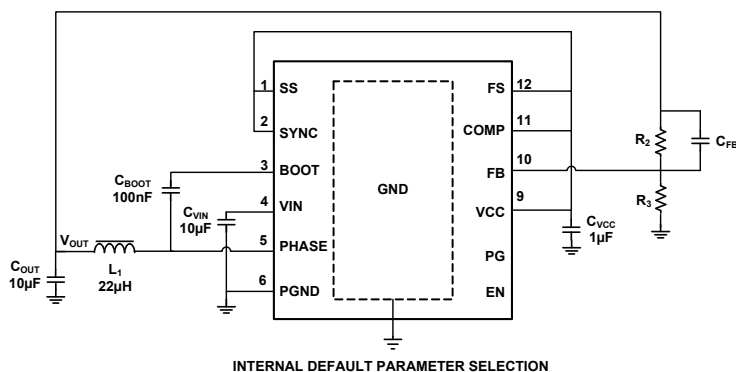 1 SS
2 SYNC
3 BOOT
4 VIN
5 PHASE
6 PGND
GND
FS 12
COMP 11
FB 10
VCC 9
PG
EN
CBOOT
100nF
CVIN
10µF
VOUT
COUT
10µF
L1
22µH
R2
CFB
R3
CVCC
1µF
INTERNAL DEFAULT PARAMETER SELECTION